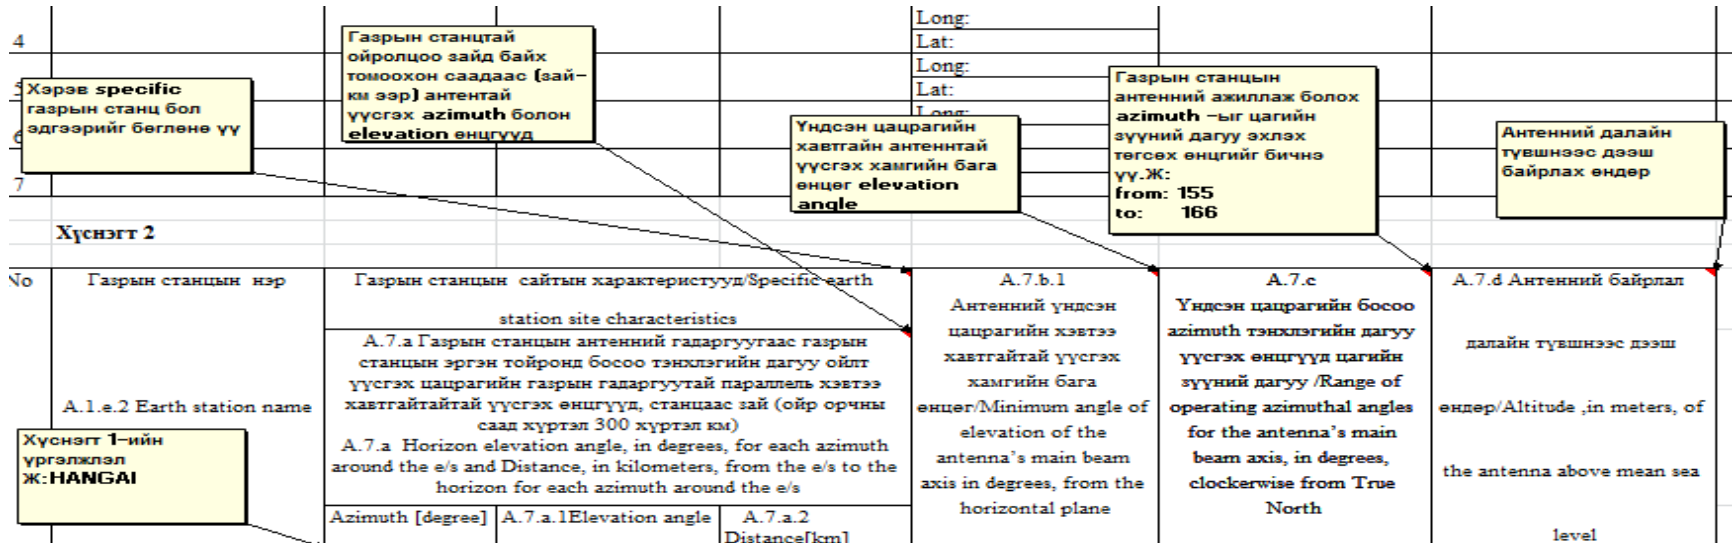 Long:
4
Lat:
Long:
5
Lat:
Long:
6
7
Газрын станцтай
ойролцоо зайд байх
томоохон саадаас (зай-
км ээр) антентай
үүсгэх azimuth болон
elevation өнцгүүд
Хэрэв specific
газрын станц бол
эдгээрийг бөглөнө үү
Үндсэн цацрагийн
хавтгайн антеннтай
үүсгэх хамгийн бага
өнцөг elevation
angle
Газрын станцын
антенний ажиллаж болох
azimuth -ыг цагийн
зүүний дагуу эхлэх
төгсөх өнцгийг бичнэ
үү.Ж:
from: 155
to: 166
Антенний далайн
түвшнээс дээш
байрлах өндөр
Хүснэгт 2
No
Газрын станцын нэр
A.1.e.2 Earth station name
Хүснэгт 1-ийн
үргэлжлэл
Ж:HANGAI
Газрын станцын сайтын характеристууд/Specific earth
station site characteristics
A.7.a Газрын станцын антенний гадаргуугаас газрын
станцын эргэн тойронд босоо тэнхлэгийн дагуу ойлт
үүсгэх цацрагийн газрын гадаргуутай параллель хэвтээ
хавтгайтайтай үүсгэх өнцгүүд, станцаас зай (ойр орчны
саад хүртэл 300 хүртэл км)
A.7.a Horizon elevation angle, in degrees, for each azimuth
around the e/s and Distance, in kilometers, from the e/s to the
horizon for each azimuth around the e/s
Azimuth [degree]
A.7.a.1Elevation angle
A.7.a.2
Distance[km]
A.7.b.1
Антенний үндсэн
цацрагийн хэвтээ
хавтгайтай үүсгэх
хамгийн бага
өнцөг/Minimum angle of
elevation of the
antenna's main beam
axis in degrees, from the
horizontal plane
A.7.c
Үндсэн цацрагийн босоо
azimuth тэнхлэгийн дагуу
үүсгэх өнцгүүд цагийн
зүүний дагуу /Range of
operating azimuthal angles
for the antenna's main
beam axis, in degrees,
clockerwise from True
North
A.7.d Антенний байрлал
далайн түвшнээс дээш
өндөр/Altitude ,in meters, of
the antenna above mean sea
level